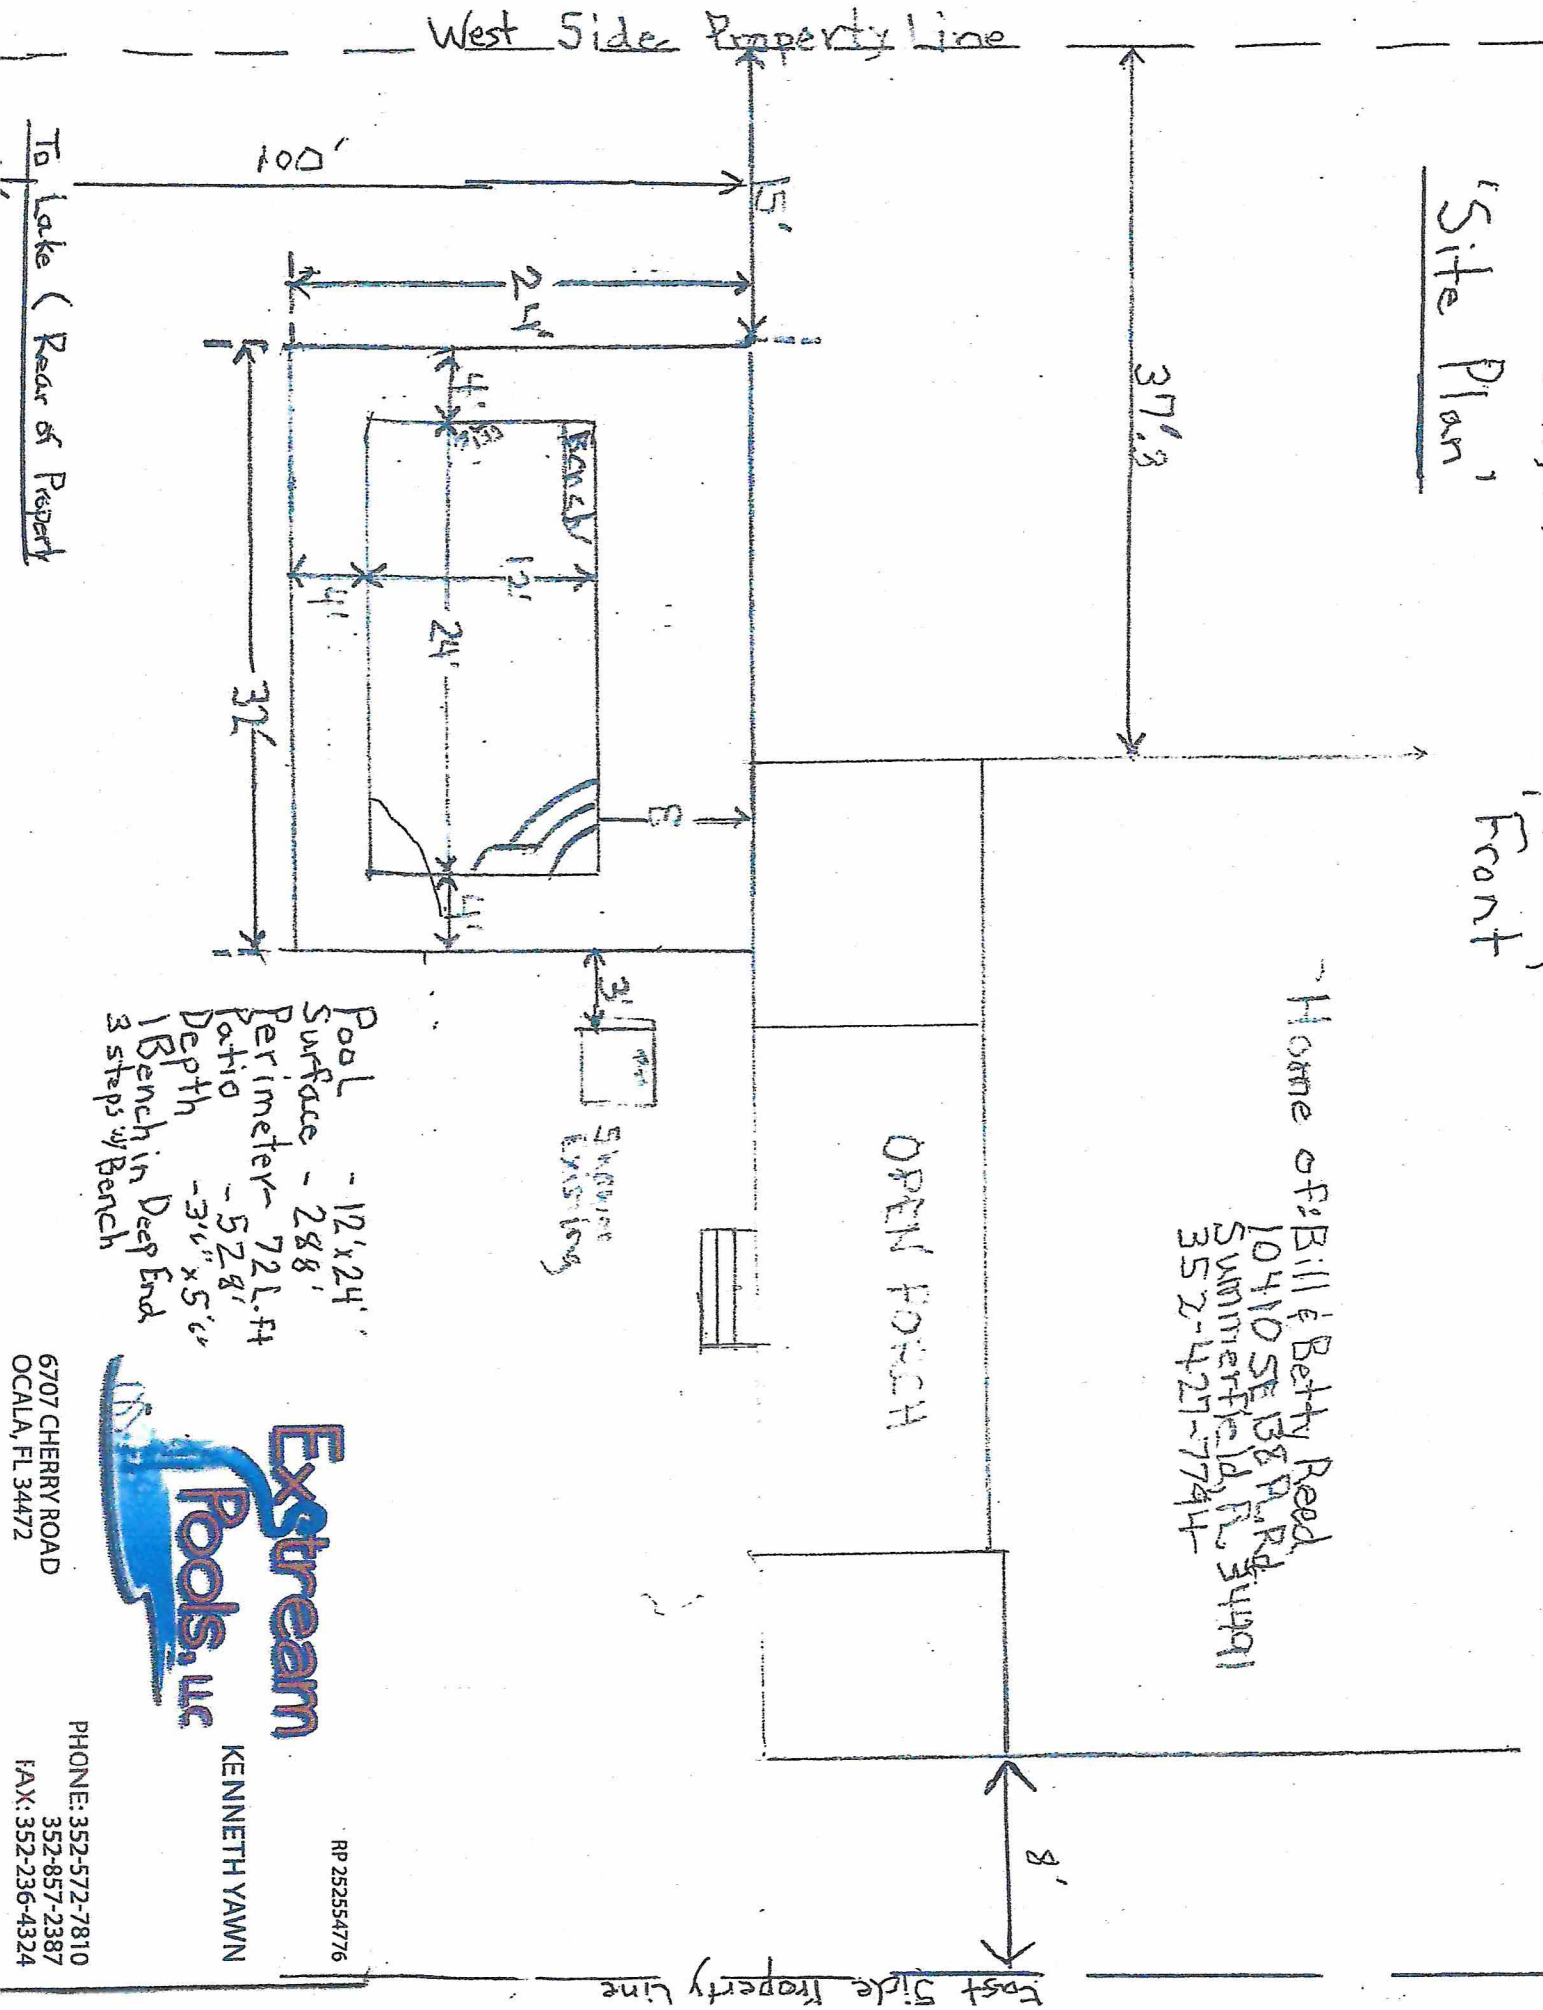 West Side Property Line
'Site Plan'
'Front'
- Home of: Bill & Betty Reed
10410 SE 138 PL Rd
Summerfield, FL 34491
352-427-7794
37'.3
15'
100'
24'
4'
Bench
12'
4'
24'
4'
32'
3'
Existing
OPEN PORCH
8'
To Lake (Rear of Propert
Pool - 12'x24'
Surface - 288'
Perimeter - 72 L.ft
Patio - 528'
Depth - 3'6" x 5'6"
1 Bench in Deep End
3 steps w/ Bench
East Side Property Line
Exstream
Pools, LLC
RP 252554776
KENNETH YAWN
6707 CHERRY ROAD
OCALA, FL 34472
PHONE: 352-572-7810
352-857-2387
FAX: 352-236-4324